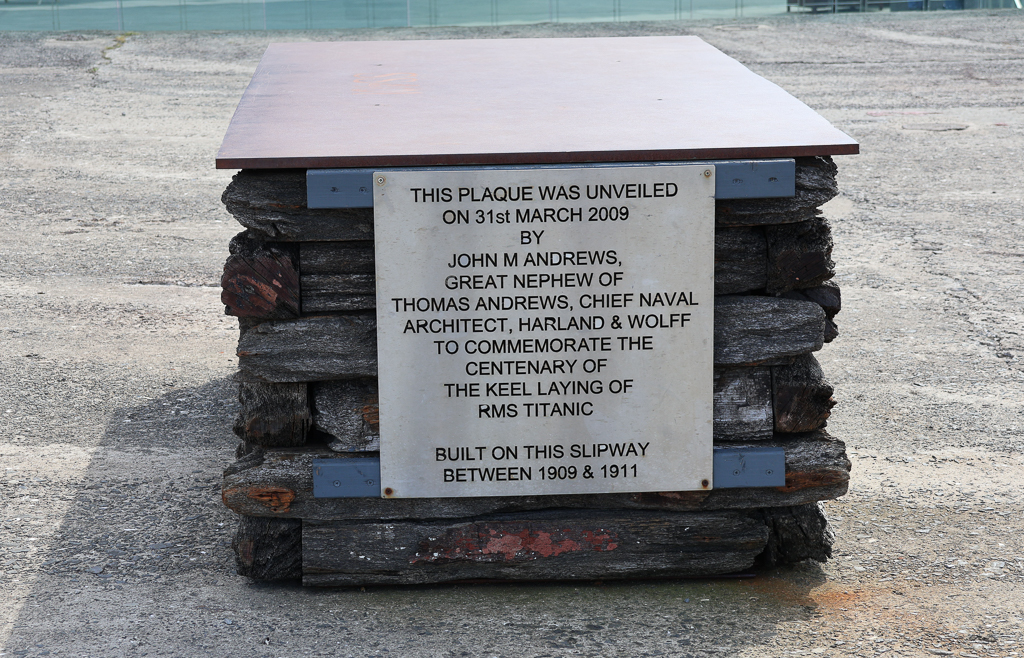 THIS PLAQUE WAS UNVEILED
ON 31st MARCH 2009
BY
JOHN M ANDREWS,
GREAT NEPHEW OF
THOMAS ANDREWS, CHIEF NAVAL
ARCHITECT, HARLAND & WOLFF
TO COMMEMORATE THE
CENTENARY OF
THE KEEL LAYING OF
RMS TITANIC
BUILT ON THIS SLIPWAY
BETWEEN 1909 & 1911